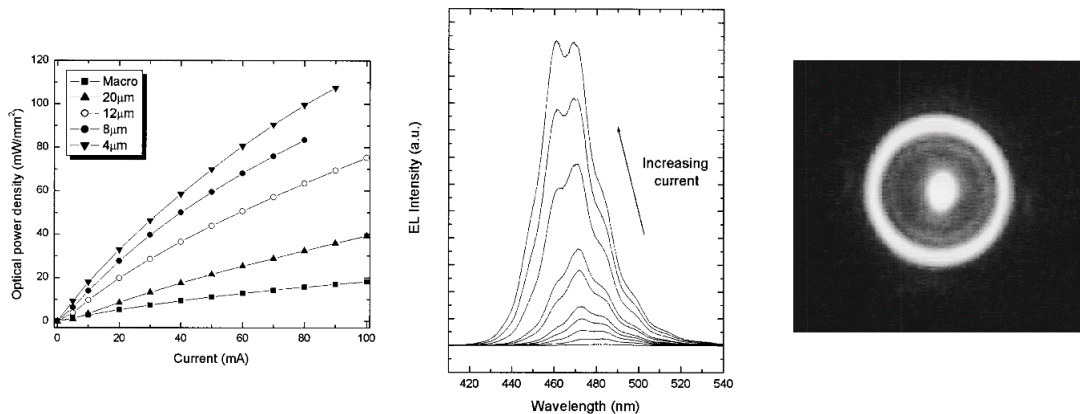 Optical power density (mW/mm²)
120
100
80
60
40
20
0
Macro
20µm
12µm
8µm
4µm
0 20 40 60 80 100
Current (mA)
EL Intensity (a.u.)
Increasing
current
420 440 460 480 500 520 540
Wavelength (nm)